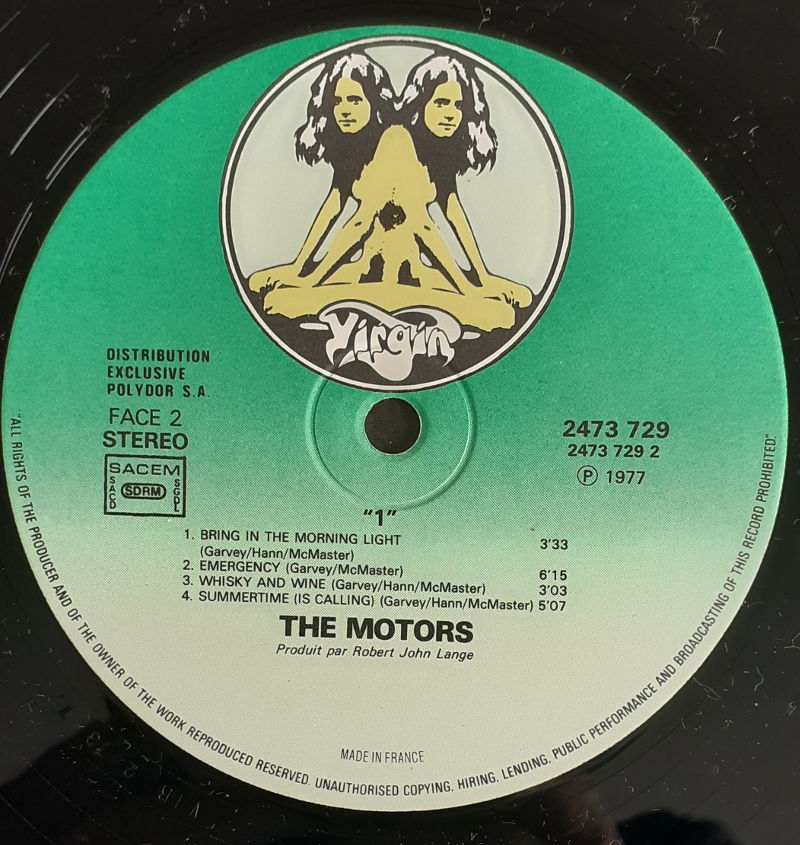 Virgin
DISTRIBUTION
EXCLUSIVE
POLYDOR S.A.
FACE 2
STEREO
SACEM
SACD
SDRM
SGDL
2473 729
2473 729 2
Ⓟ 1977
"1"
1. BRING IN THE MORNING LIGHT
(Garvey/Hann/McMaster) 3'33
2. EMERGENCY (Garvey/McMaster) 6'15
3. WHISKY AND WINE (Garvey/Hann/McMaster) 3'03
4. SUMMERTIME (IS CALLING) (Garvey/Hann/McMaster) 5'07
THE MOTORS
Produit par Robert John Lange
MADE IN FRANCE
"ALL RIGHTS OF THE PRODUCER AND OF THE OWNER OF THE WORK REPRODUCED RESERVED. UNAUTHORISED COPYING, HIRING, LENDING, PUBLIC PERFORMANCE AND BROADCASTING OF THIS RECORD PROHIBITED"